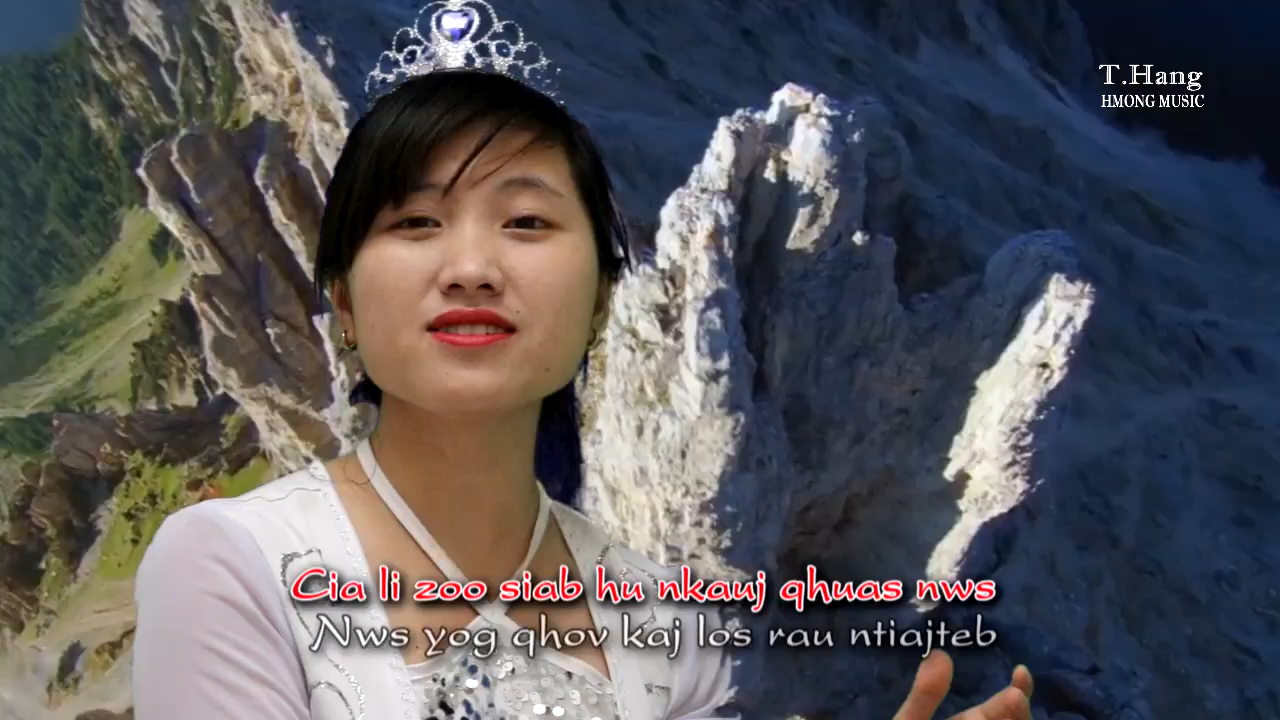 T.Hang
HMONG MUSIC
Cia li zoo siab hu nkauj qhuas nws
Nws yog qhov kaj los rau ntiajteb